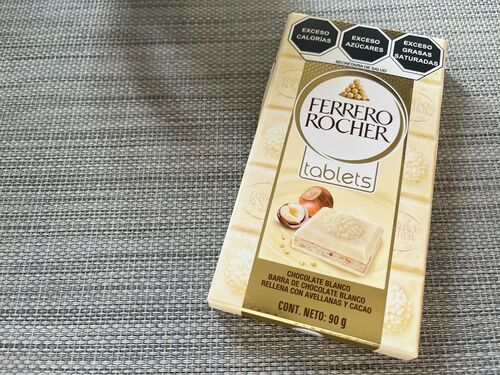 EXCESO
CALORÍAS
EXCESO
AZÚCARES
EXCESO
GRASAS
SATURADAS
SECRETARÍA DE SALUD
FERRERO
ROCHER
tablets
CHOCOLATE BLANCO
BARRA DE CHOCOLATE BLANCO
RELLENA CON AVELLANAS Y CACAO
CONT. NETO: 90 g